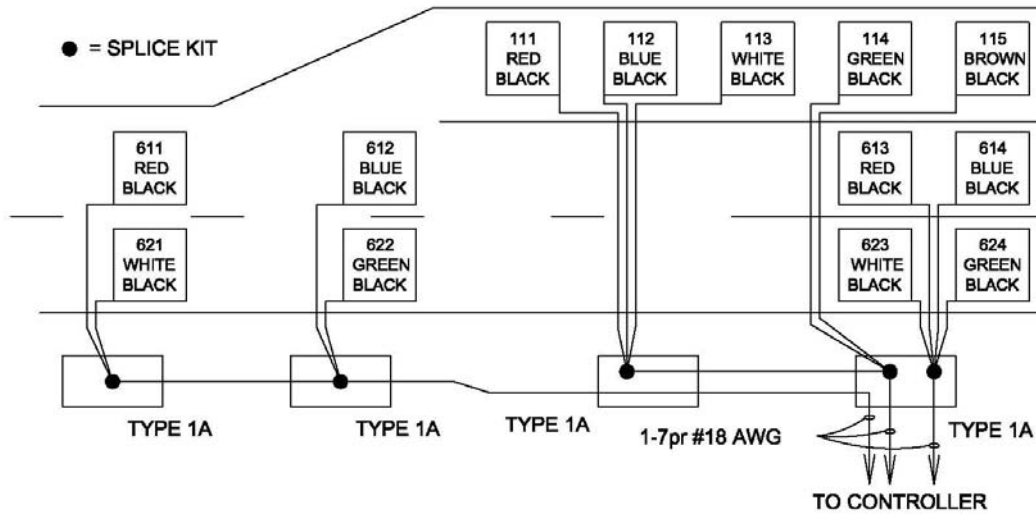 ● = SPLICE KIT
111
RED
BLACK
112
BLUE
BLACK
113
WHITE
BLACK
114
GREEN
BLACK
115
BROWN
BLACK
611
RED
BLACK
612
BLUE
BLACK
613
RED
BLACK
614
BLUE
BLACK
621
WHITE
BLACK
622
GREEN
BLACK
623
WHITE
BLACK
624
GREEN
BLACK
TYPE 1A
TYPE 1A
TYPE 1A
1-7pr #18 AWG
TYPE 1A
TO CONTROLLER